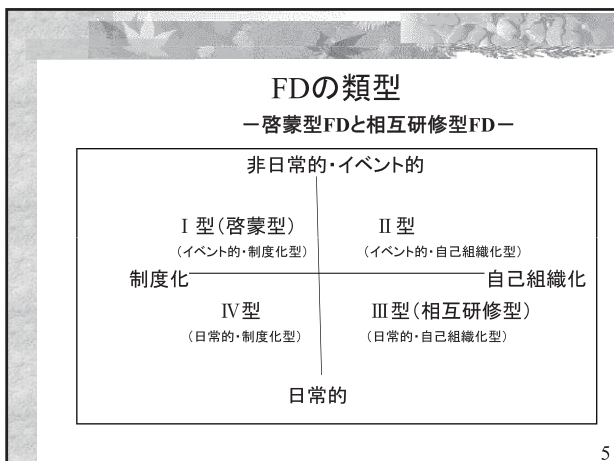 FDの類型
－啓蒙型FDと相互研修型FD－
非日常的・イベント的
Ⅰ型(啓蒙型)
(イベント的・制度化型)
Ⅱ型
(イベント的・自己組織化型)
制度化
自己組織化
Ⅳ型
(日常的・制度化型)
Ⅲ型(相互研修型)
(日常的・自己組織化型)
日常的
5